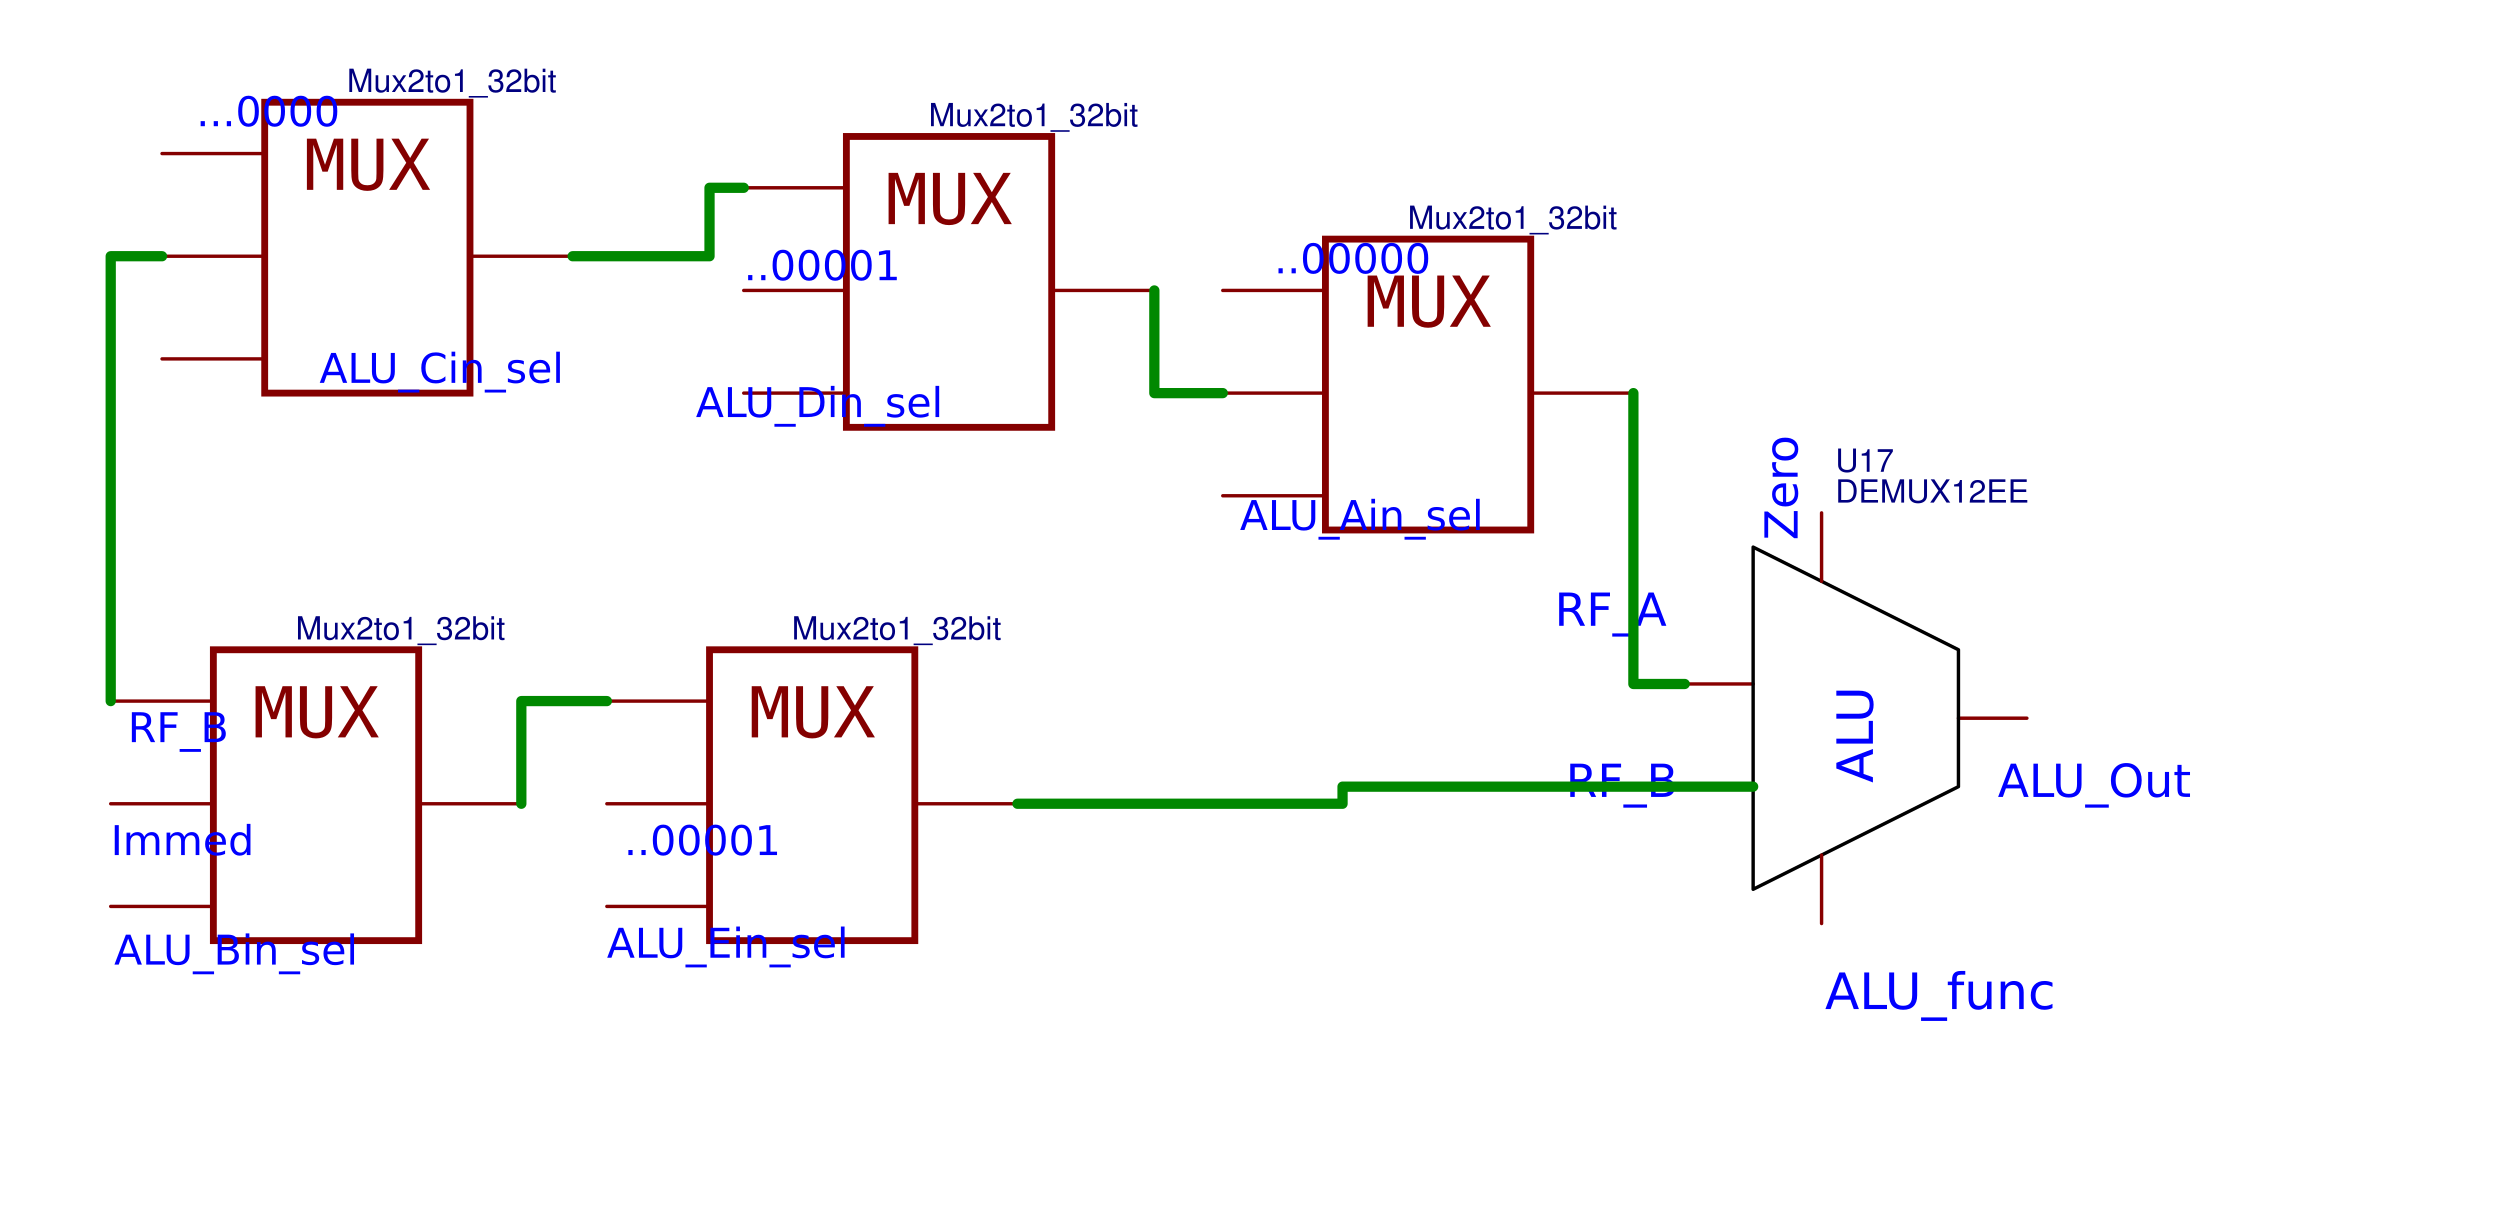 Mux2to1_32bit
...0000
MUX
ALU_Cin_sel
Mux2to1_32bit
MUX
..00001
ALU_Din_sel
Mux2to1_32bit
..00000
MUX
ALU_Ain_sel
U17
DEMUX12EE
Zero
RF_A
RF_B
ALU
ALU_Out
ALU_func
Mux2to1_32bit
MUX
RF_B
Immed
ALU_Bin_sel
Mux2to1_32bit
MUX
..00001
ALU_Ein_sel